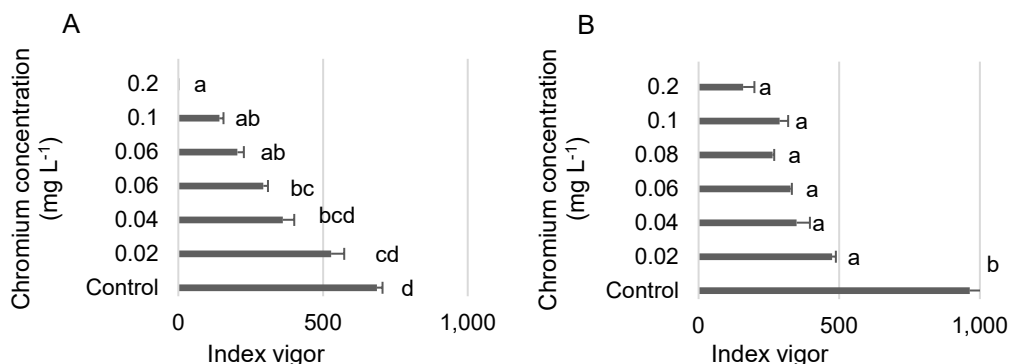 A
Chromium concentration
(mg L-1)
0.2
a
0.1
ab
0.06
ab
0.06
bc
0.04
bcd
0.02
cd
Control
d
0
500
1,000
Index vigor
B
Chromium concentration
(mg L-1)
0.2
a
0.1
a
0.08
a
0.06
a
0.04
a
0.02
a
b
Control
0
500
1,000
Index vigor